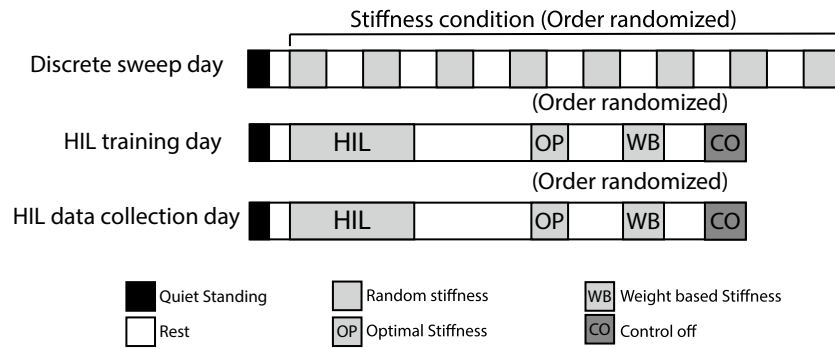 Stiffness condition (Order randomized)
Discrete sweep day
(Order randomized)
HIL training day HIL OP WB CO
(Order randomized)
HIL data collection day HIL OP WB CO
Quiet Standing Random stiffness WB Weight based Stiffness
Rest OP Optimal Stiffness CO Control off